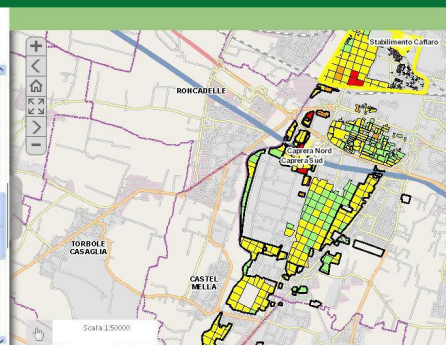 Stabilimento Caffaro
RONCADELLE
Caprera Nord
Caprera Sud
TORBOLE
CASAGLIA
CASTEL
MELLA
Scala 1:50000